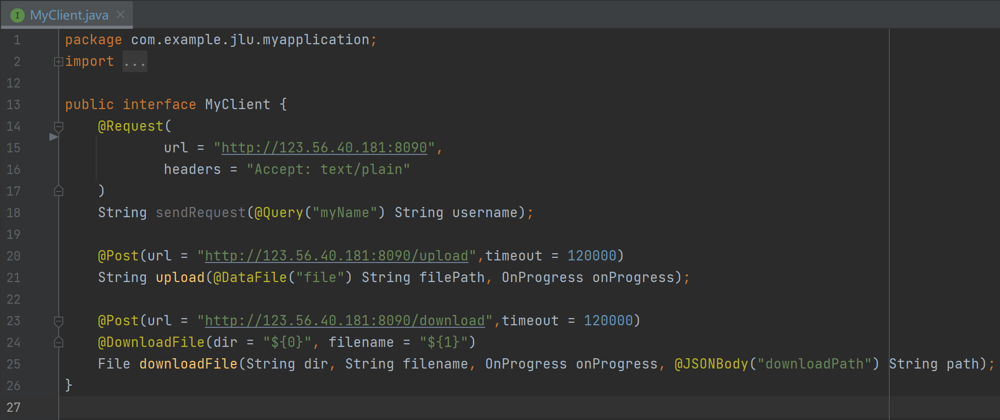 I MyClient.java
1 package com.example.jlu.myapplication;
2 import ...
12
13 public interface MyClient {
14 @Request(
15 url = "http://123.56.40.181:8090",
16 headers = "Accept: text/plain"
17 )
18 String sendRequest(@Query("myName") String username);
19
20 @Post(url = "http://123.56.40.181:8090/upload",timeout = 120000)
21 String upload(@DataFile("file") String filePath, OnProgress onProgress);
22
23 @Post(url = "http://123.56.40.181:8090/download",timeout = 120000)
24 @DownloadFile(dir = "${0}", filename = "${1}")
25 File downloadFile(String dir, String filename, OnProgress onProgress, @JSONBody("downloadPath") String path);
26 }
27